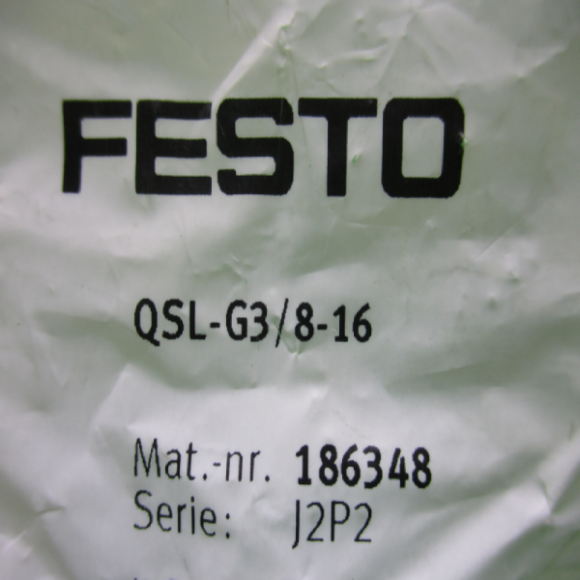 FESTO
QSL-G3/8-16
Mat.-nr. 186348
Serie: J2P2